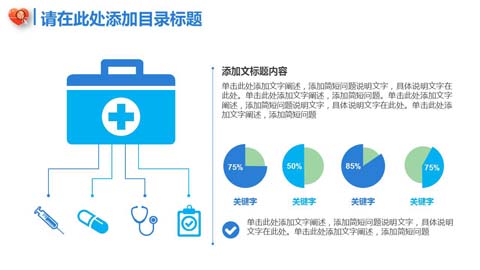 请在此处添加目录标题
添加文标题内容
单击此处添加文字阐述，添加简短问题说明文字，具体说明文字在
此处。单击此处添加文字阐述，添加简短问题。单击此处添加文字
阐述，添加简短问题说明文字，具体说明文字在此处。单击此处添
加文字阐述，添加简短问题
75%
50%
85%
75%
关键字
关键字
关键字
关键字
单击此处添加文字阐述，添加简短问题说明文字，具体说明
文字在此处。单击此处添加文字阐述，添加简短问题